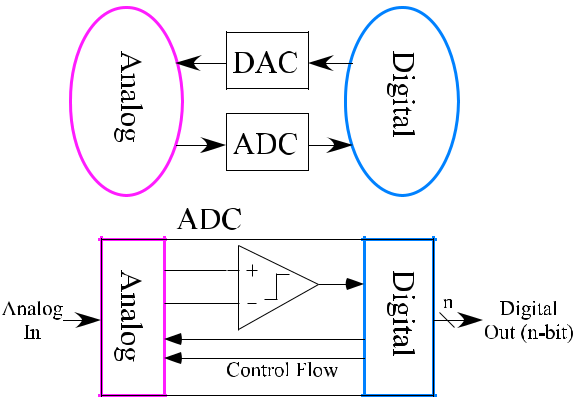 Analog
DAC
Digital
ADC
ADC
Analog
In
Analog
+
−
Digital
n
Digital
Out (n-bit)
Control Flow